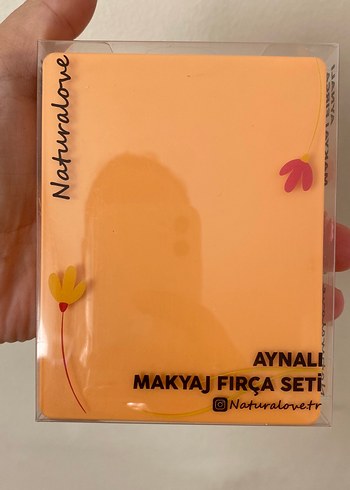 Naturalove
AYNALI
MAKYAJ FIRÇA SETİ
Naturalovetr